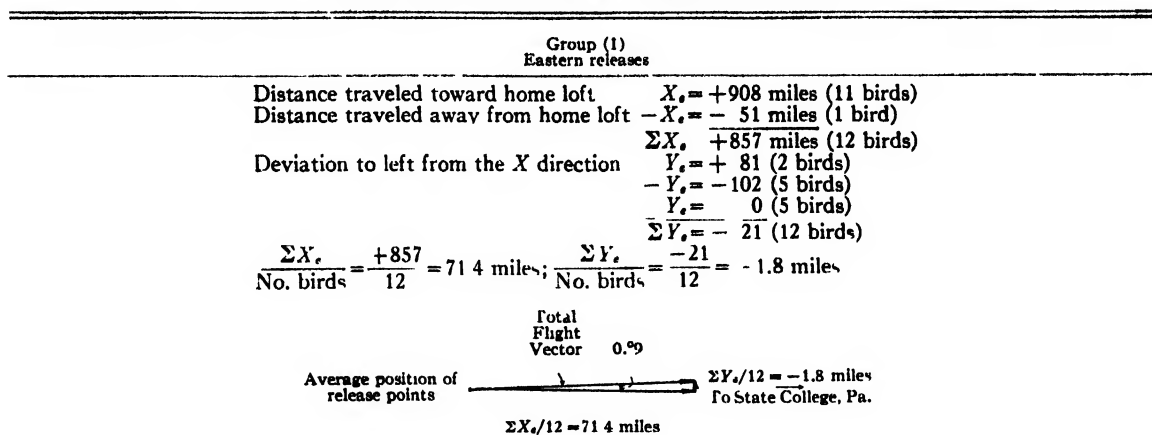 Group (1)
Eastern releases
Distance traveled toward home loft X_e = +908 miles (11 birds)
Distance traveled away from home loft −X_e = − 51 miles (1 bird)
ΣX_e +857 miles (12 birds)
Deviation to left from the X direction Y_e = + 81 (2 birds)
− Y_e = −102 (5 birds)
Y_e = 0 (5 birds)
ΣY_e = − 21 (12 birds)
ΣX_e / No. birds = +857 / 12 = 71 4 miles; ΣY_e / No. birds = −21 / 12 = - 1.8 miles
Total
Flight
Vector 0.°9
Average position of ΣY_e/12 = −1.8 miles
release points To State College, Pa.
ΣX_e/12 = 71 4 miles